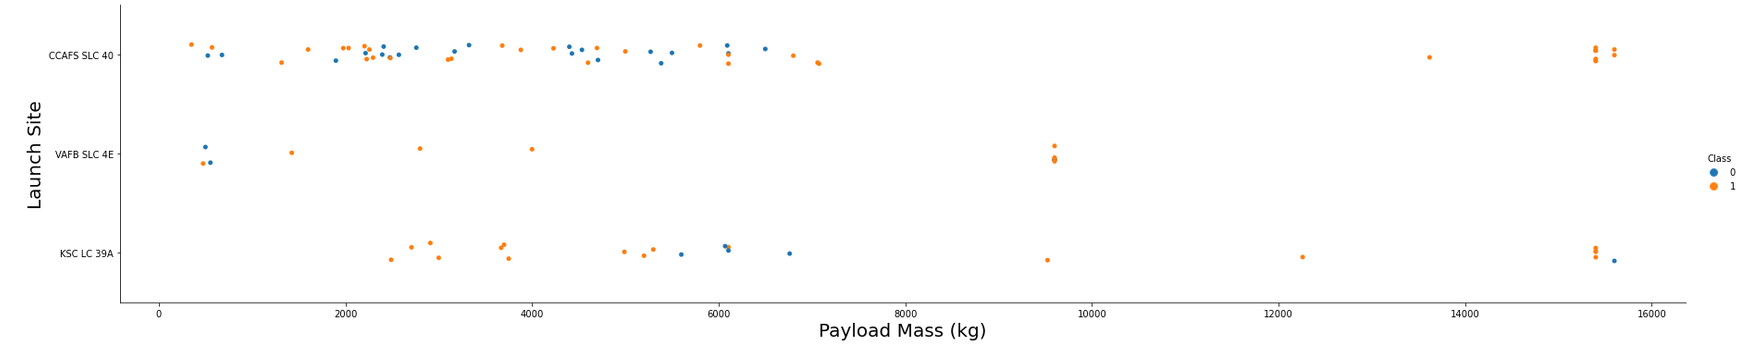 Launch Site
CCAFS SLC 40
VAFB SLC 4E
KSC LC 39A
0 2000 4000 6000 8000 10000 12000 14000 16000
Payload Mass (kg)
Class
0
1